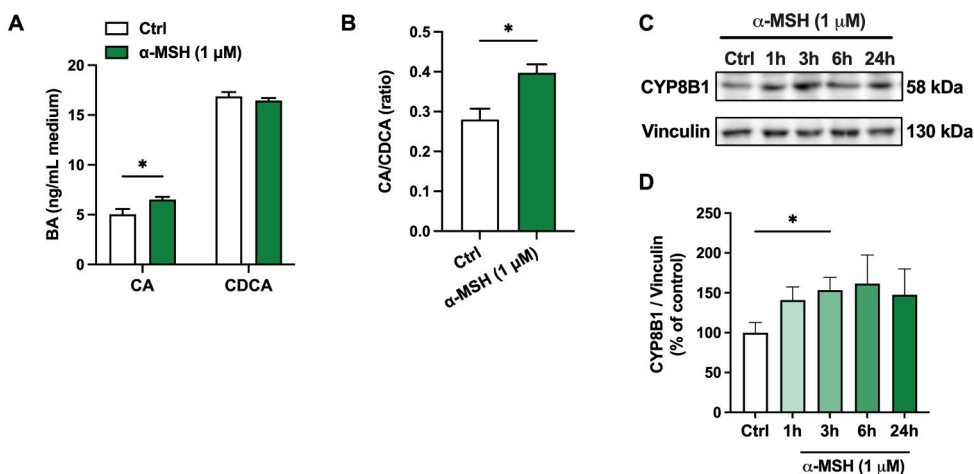 A
Ctrl
α-MSH (1 μM)
BA (ng/mL medium)
20
15
10
5
0
*
CA
CDCA
B
CA/CDCA (ratio)
0.5
0.4
0.3
0.2
0.1
0.0
*
Ctrl
α-MSH (1 μM)
C
α-MSH (1 μM)
Ctrl 1h 3h 6h 24h
CYP8B1 58 kDa
Vinculin 130 kDa
D
CYP8B1 / Vinculin
(% of control)
250
200
150
100
50
0
*
Ctrl 1h 3h 6h 24h
α-MSH (1 μM)